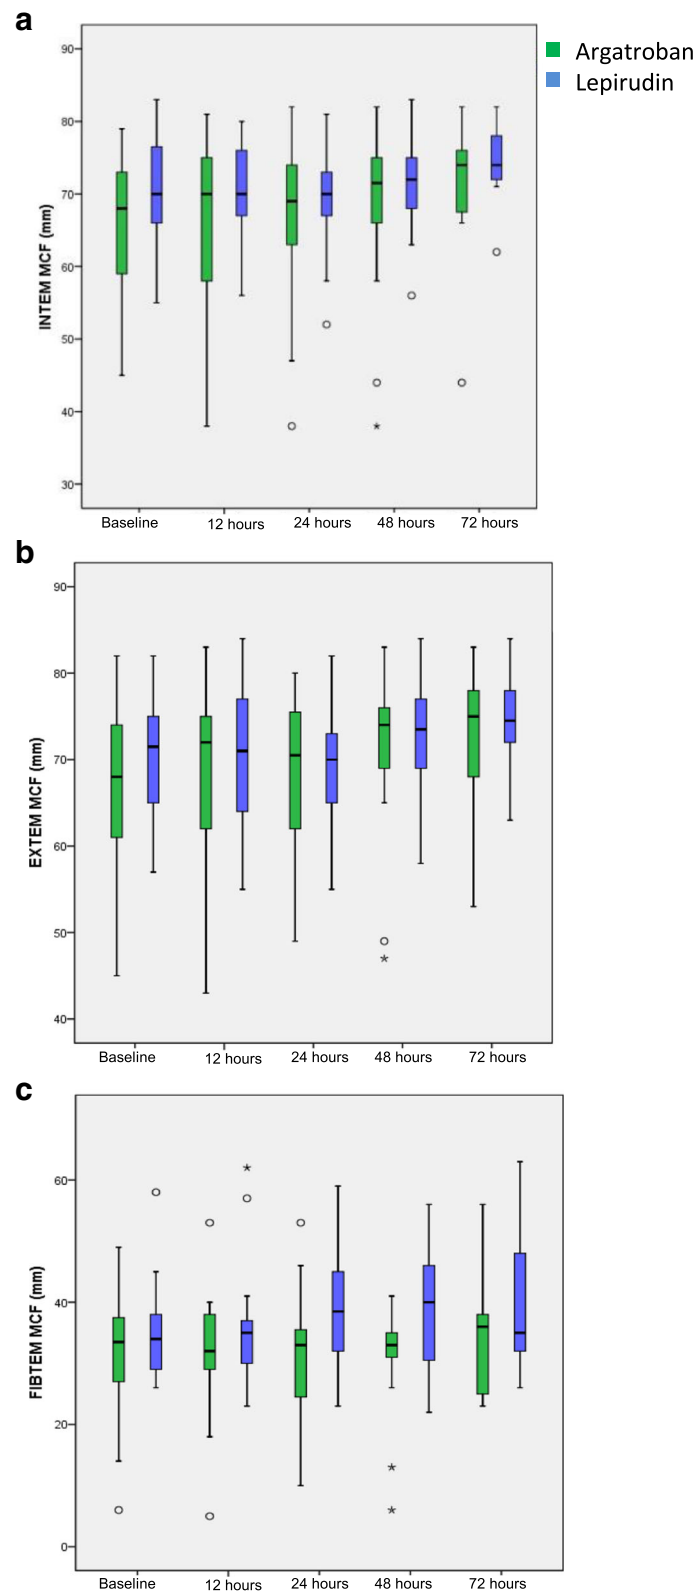 a
Argatroban
Lepirudin
90
80
70
60
50
40
30
INTEM MCF (mm)
Baseline 12 hours 24 hours 48 hours 72 hours
b
90
80
70
60
50
40
EXTEM MCF (mm)
Baseline 12 hours 24 hours 48 hours 72 hours
c
60
40
20
0
FIBTEM MCF (mm)
Baseline 12 hours 24 hours 48 hours 72 hours